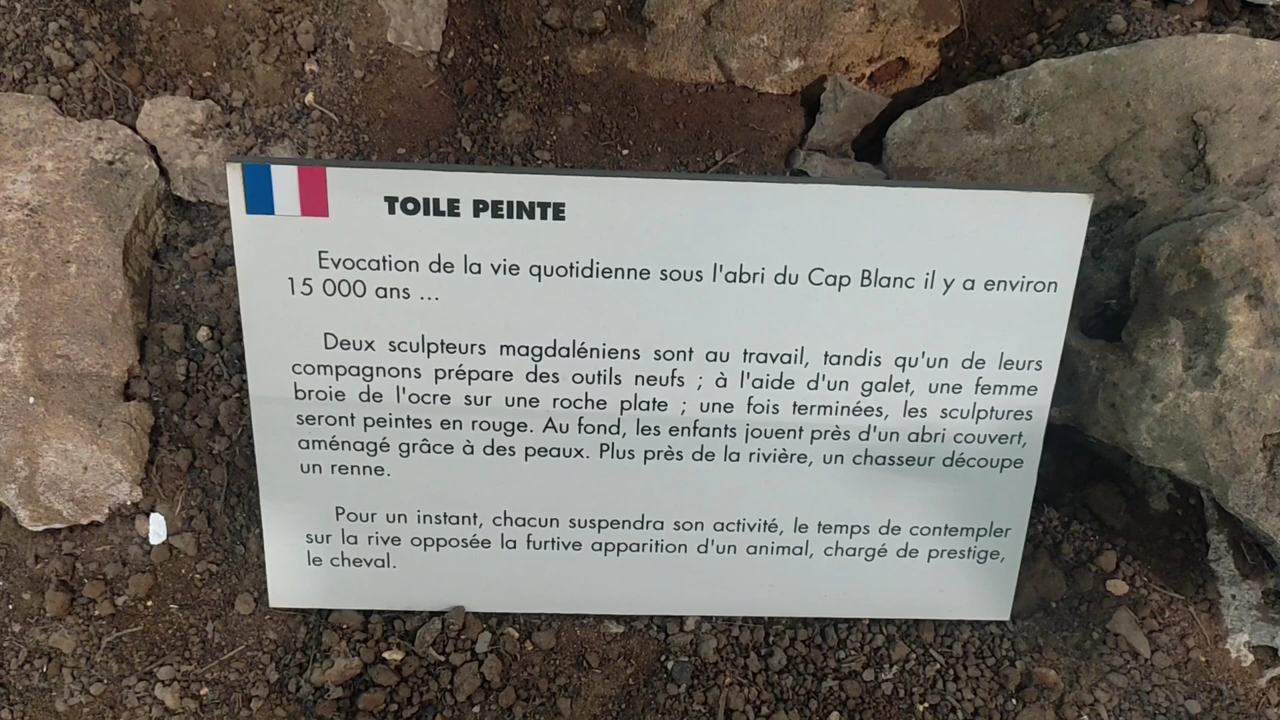 TOILE PEINTE
Evocation de la vie quotidienne sous l'abri du Cap Blanc il y a environ
15 000 ans ...
Deux sculpteurs magdaléniens sont au travail, tandis qu'un de leurs
compagnons prépare des outils neufs ; à l'aide d'un galet, une femme
broie de l'ocre sur une roche plate ; une fois terminées, les sculptures
seront peintes en rouge. Au fond, les enfants jouent près d'un abri couvert,
aménagé grâce à des peaux. Plus près de la rivière, un chasseur découpe
un renne.
Pour un instant, chacun suspendra son activité, le temps de contempler
sur la rive opposée la furtive apparition d'un animal, chargé de prestige,
le cheval.